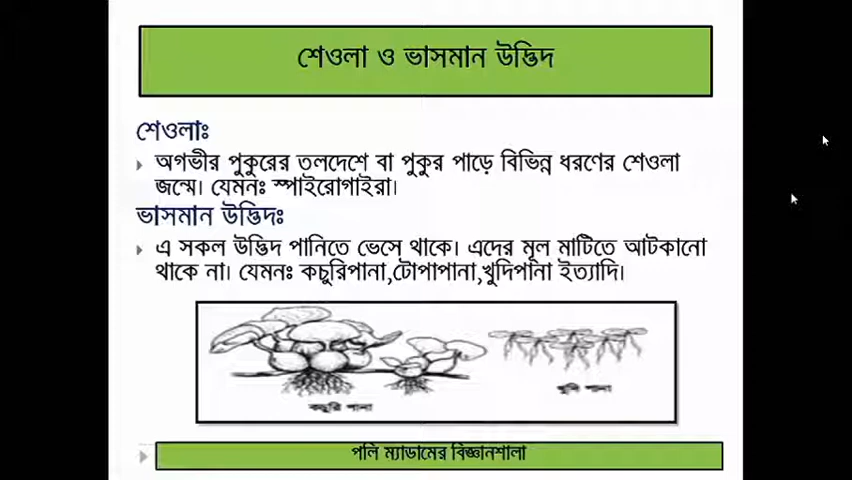 শেওলা ও ভাসমান উদ্ভিদ
শেওলাঃ
অগভীর পুকুরের তলদেশে বা পুকুর পাড়ে বিভিন্ন ধরণের শেওলা
জন্মে। যেমনঃ স্পাইরোগাইরা।
ভাসমান উদ্ভিদঃ
এ সকল উদ্ভিদ পানিতে ভেসে থাকে। এদের মূল মাটিতে আটকানো
থাকে না। যেমনঃ কচুরিপানা,টোপাপানা,খুদিপানা ইত্যাদি।
কচুরি পানা
খুদি পানা
পলি ম্যাডামের বিজ্ঞানশালা